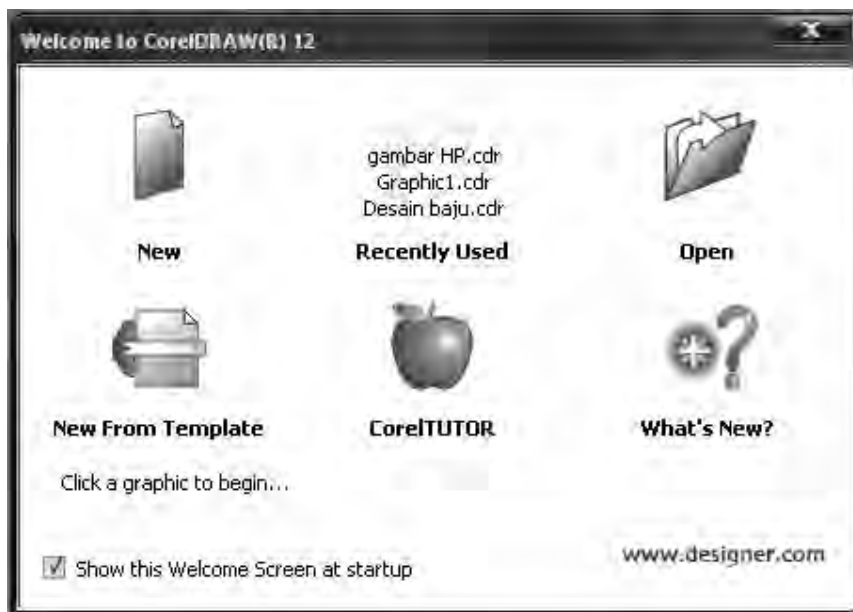 Welcome to CorelDRAW(R) 12
gambar HP.cdr
Graphic1.cdr
Desain baju.cdr
New
Recently Used
Open
New From Template
CorelTUTOR
What's New?
Click a graphic to begin...
Show this Welcome Screen at startup
www.designer.com